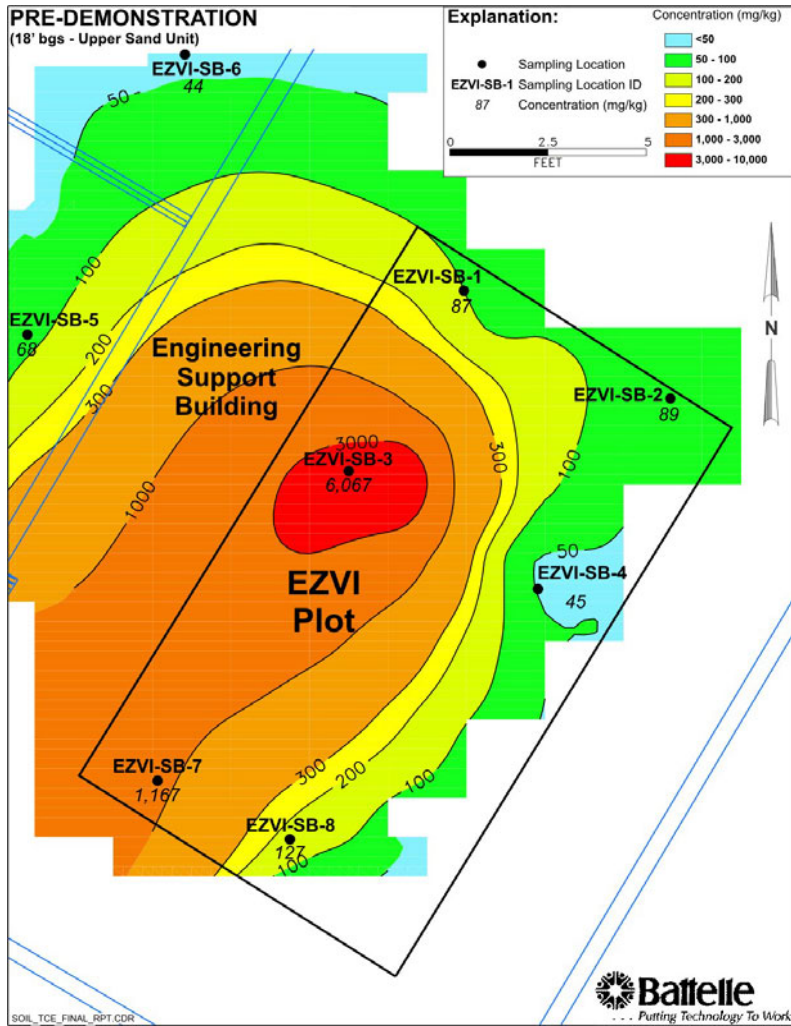 PRE-DEMONSTRATION
(18' bgs - Upper Sand Unit)
Explanation:
Sampling Location
EZVI-SB-1 Sampling Location ID
87 Concentration (mg/kg)
0 2.5 5
FEET
Concentration (mg/kg)
<50
50 - 100
100 - 200
200 - 300
300 - 1,000
1,000 - 3,000
3,000 - 10,000
EZVI-SB-6
44
50
100
EZVI-SB-1
87
N
EZVI-SB-5
68
200
Engineering
Support
Building
300
EZVI-SB-2
89
3000
EZVI-SB-3
6,067
300
100
1000
50
EZVI-SB-4
45
EZVI
Plot
EZVI-SB-7
1,167
300
200
100
EZVI-SB-8
127
100
Battelle
. . . Putting Technology To Work
SOIL_TCE_FINAL_RPT.CDR